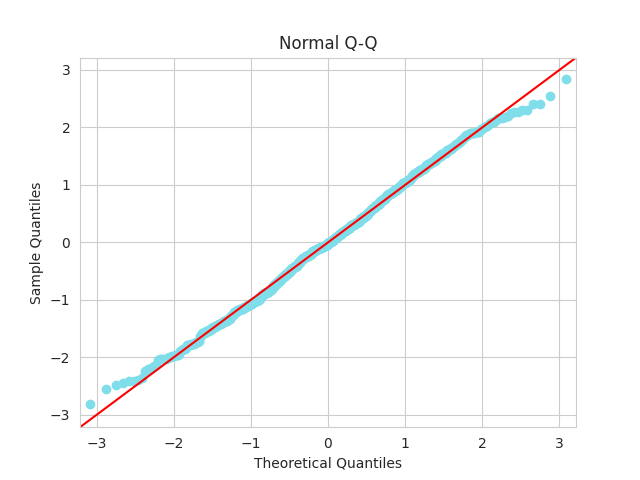 Normal Q-Q
3
2
1
0
−1
−2
−3
Sample Quantiles
−3 −2 −1 0 1 2 3
Theoretical Quantiles